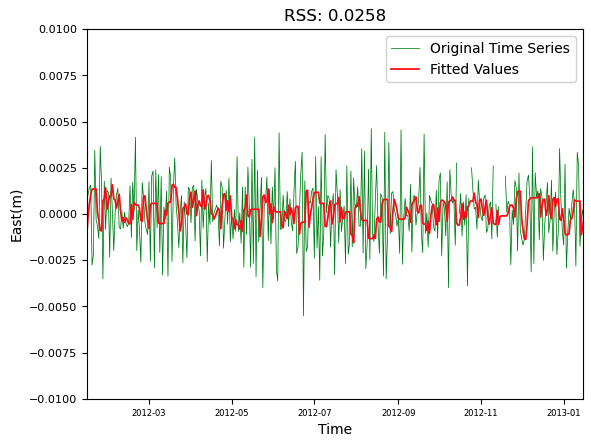 RSS: 0.0258
Original Time Series
Fitted Values
0.0100
0.0075
0.0050
0.0025
0.0000
−0.0025
−0.0050
−0.0075
−0.0100
East(m)
2012-03 2012-05 2012-07 2012-09 2012-11 2013-01
Time